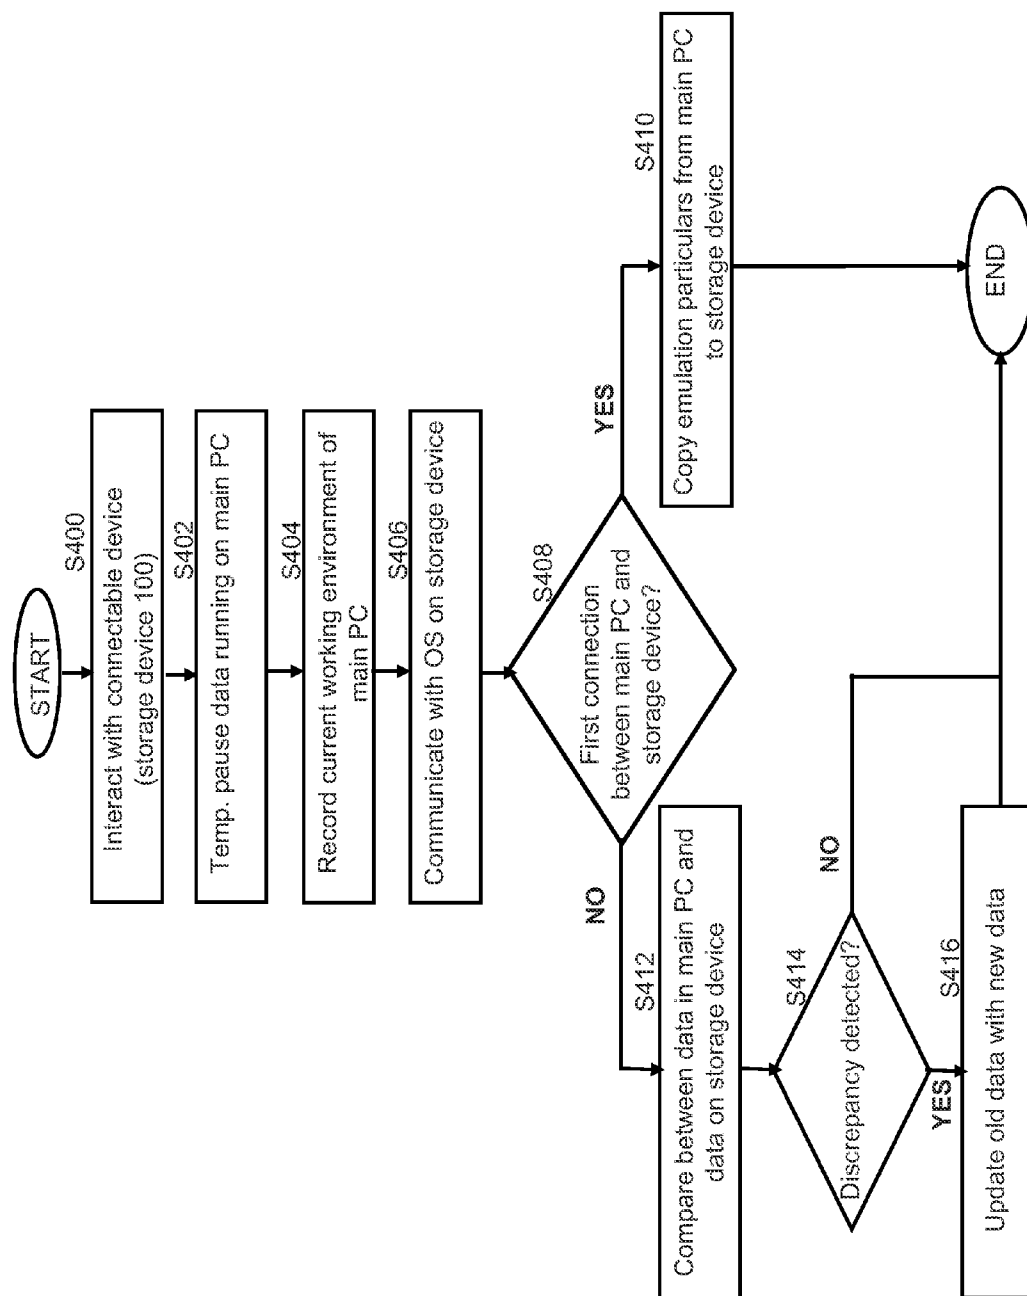 START
S400
Interact with connectable device
(storage device 100)
S402
Temp. pause data running on main PC
S404
Record current working environment of
main PC
S406
Communicate with OS on storage device
S408
First connection
between main PC and
storage device?
YES
S410
Copy emulation particulars from main PC
to storage device
NO
S412
Compare between data in main PC and
data on storage device
S414
Discrepancy detected?
NO
YES
S416
Update old data with new data
END